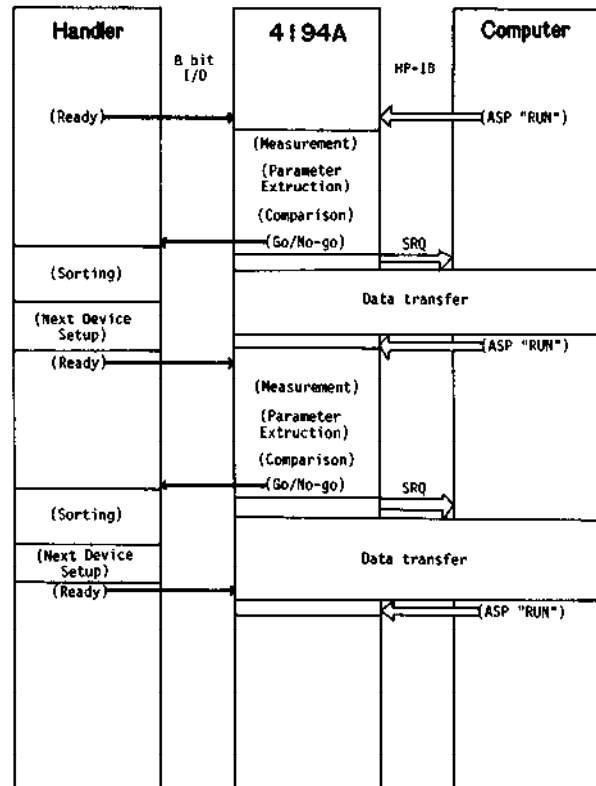 Handler 4194A Computer
8 bit
I/O
HP-IB
(Ready) (ASP "RUN")
(Measurement)
(Parameter
Extruction)
(Comparison)
(Go/No-go) SRQ
(Sorting)
Data transfer
(Next Device
Setup)
(ASP "RUN")
(Ready)
(Measurement)
(Parameter
Extruction)
(Comparison)
(Go/No-go) SRQ
(Sorting)
(Next Device
Setup)
Data transfer
(Ready)
(ASP "RUN")